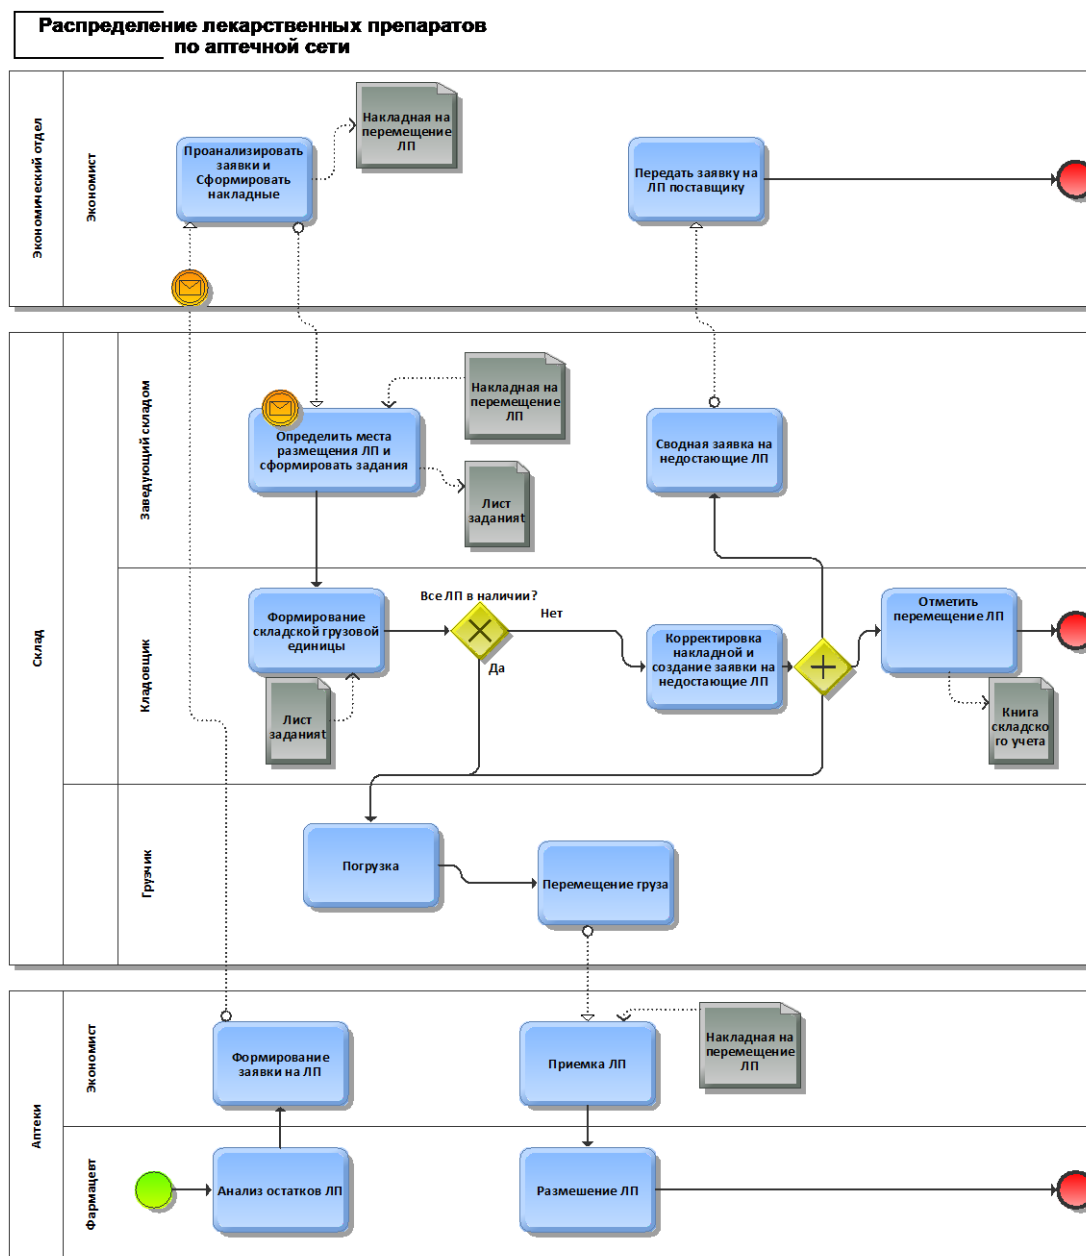 Распределение лекарственных препаратов
по аптечной сети
Экономический отдел
Экономист
Проанализировать
заявки и
Сформировать
накладные
Накладная на
перемещение
ЛП
Передать заявку на
ЛП поставщику
Склад
Заведующий складом
Определить места
размещения ЛП и
сформировать задания
Накладная на
перемещение
ЛП
Лист
заданияt
Сводная заявка на
недостающие ЛП
Кладовщик
Формирование
складской грузовой
единицы
Лист
заданияt
Все ЛП в наличии?
Нет
Да
Корректировка
накладной и
создание заявки на
недостающие ЛП
Отметить
перемещение ЛП
Книга
складско
го учета
Грузчик
Погрузка
Перемещение груза
Аптеки
Экономист
Формирование
заявки на ЛП
Приемка ЛП
Накладная на
перемещение
ЛП
Фармацевт
Анализ остатков ЛП
Размешение ЛП